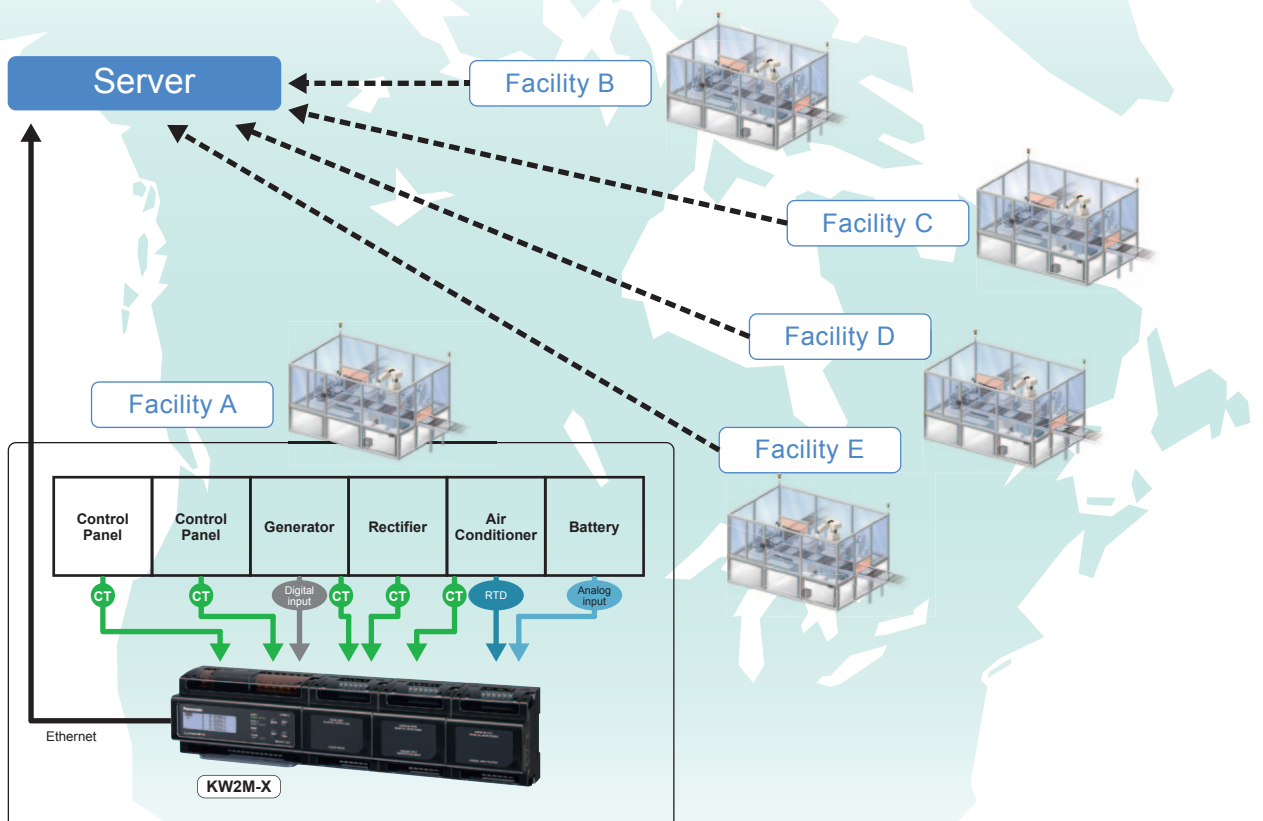 Server
Facility B
Facility C
Facility D
Facility A
Facility E
Control
Panel
Control
Panel
Generator
Rectifier
Air
Conditioner
Battery
CT
CT
Digital
input
CT
CT
CT
RTD
Analog
input
Panasonic
Ethernet
KW2M-X